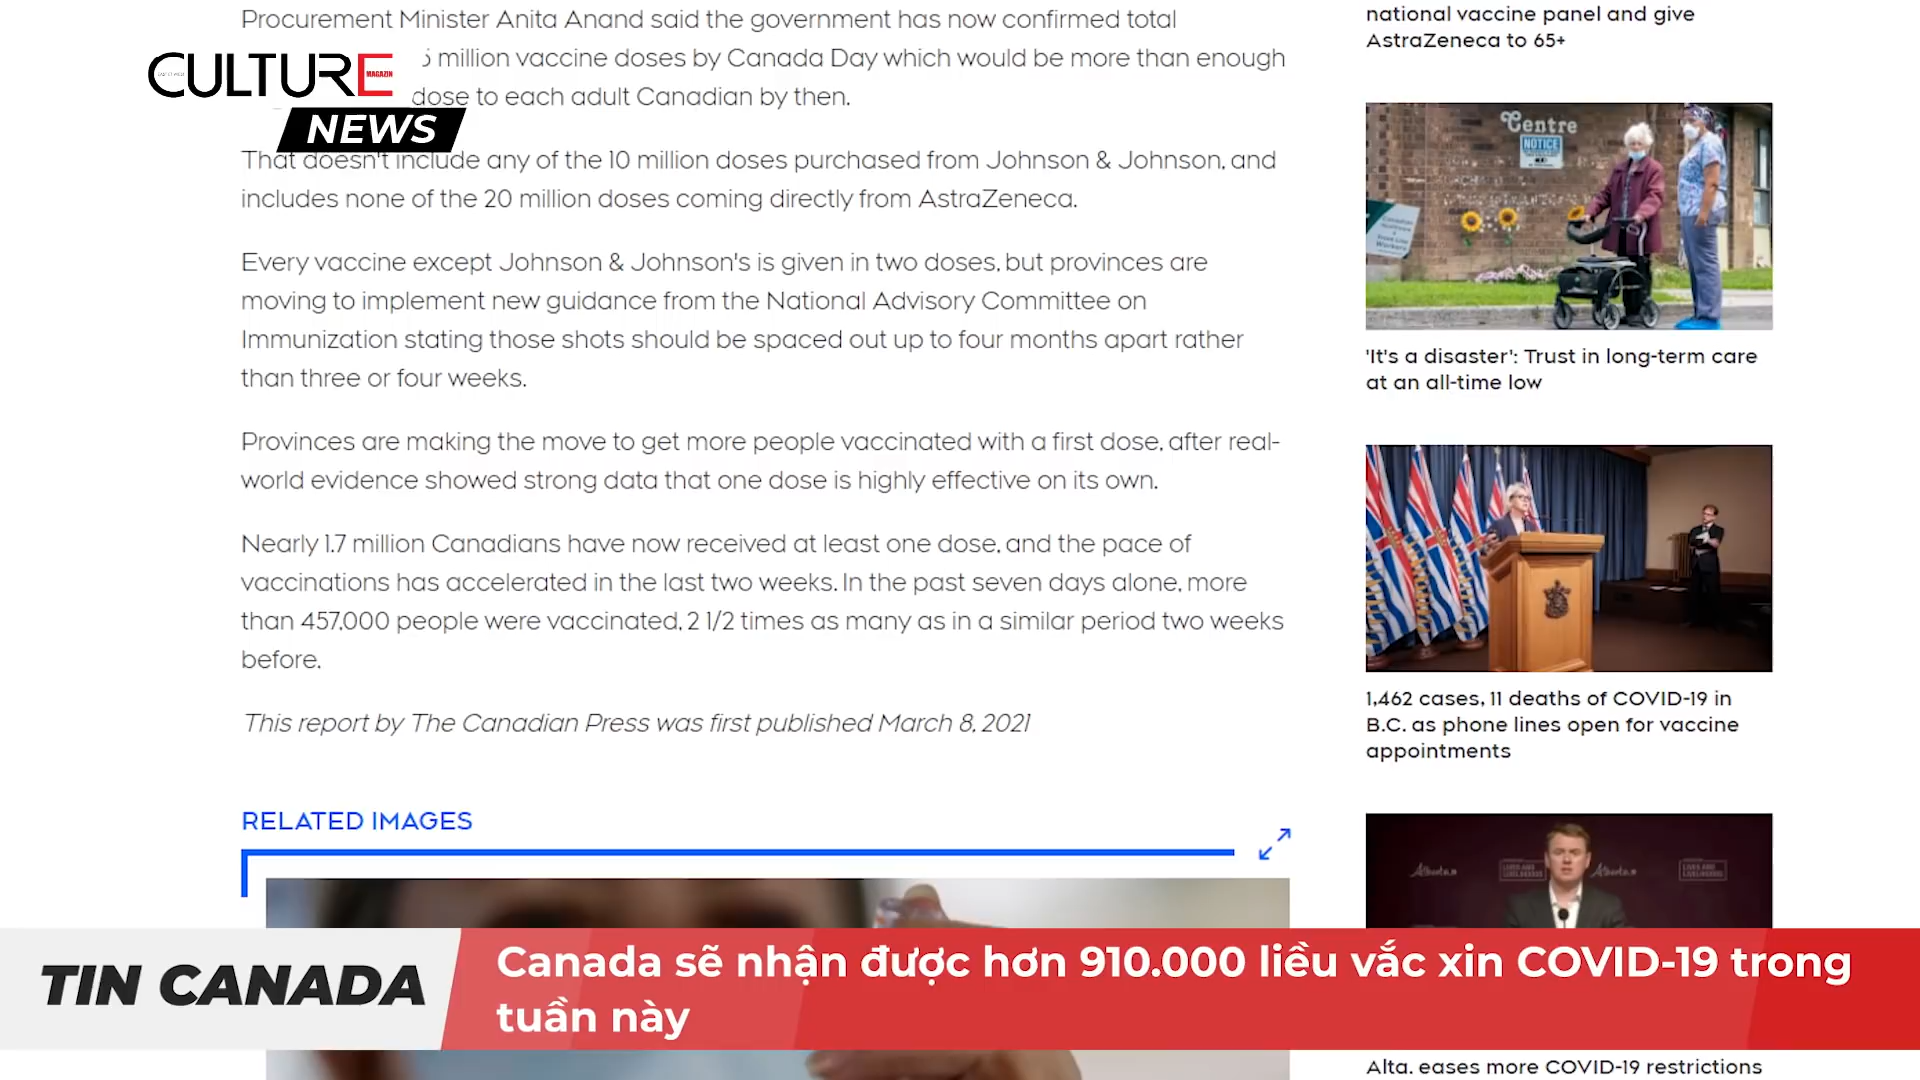 Procurement Minister Anita Anand said the government has now confirmed total
million vaccine doses by Canada Day which would be more than enough
dose to each adult Canadian by then.
CULTURE
MAGAZIN
NEWS
That doesn't include any of the 10 million doses purchased from Johnson & Johnson, and
includes none of the 20 million doses coming directly from AstraZeneca.
Every vaccine except Johnson & Johnson's is given in two doses, but provinces are
moving to implement new guidance from the National Advisory Committee on
Immunization stating those shots should be spaced out up to four months apart rather
than three or four weeks.
Provinces are making the move to get more people vaccinated with a first dose, after real-
world evidence showed strong data that one dose is highly effective on its own.
Nearly 1.7 million Canadians have now received at least one dose, and the pace of
vaccinations has accelerated in the last two weeks. In the past seven days alone, more
than 457,000 people were vaccinated, 2 1/2 times as many as in a similar period two weeks
before.
This report by The Canadian Press was first published March 8, 2021
RELATED IMAGES
national vaccine panel and give
AstraZeneca to 65+
Centre
NOTICE
'It's a disaster': Trust in long-term care
at an all-time low
1,462 cases, 11 deaths of COVID-19 in
B.C. as phone lines open for vaccine
appointments
Alberta
Alberta
Alta. eases more COVID-19 restrictions
TIN CANADA
Canada sẽ nhận được hơn 910.000 liều vắc xin COVID-19 trong
tuần này